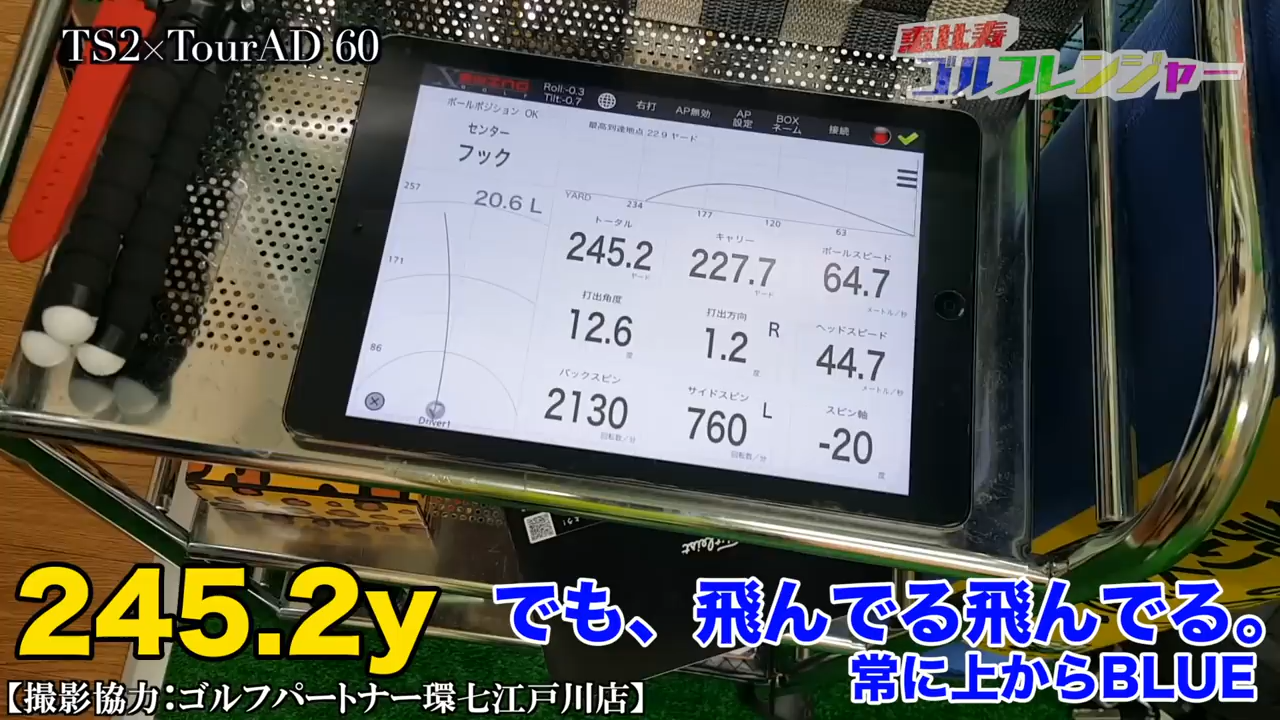 TS2×TourAD 60
恵比寿
ゴルフレンジャー
Roll:-0.3
Tilt:-0.7
右打
AP無効
AP
設定
BOX
ネーム
接続
ボールポジション OK
センター
フック
最高到達地点 22.9 ヤード
257
20.6 L
171
86
Driver1
YARD
234
177
120
63
トータル
245.2
ヤード
キャリー
227.7
ヤード
ボールスピード
64.7
メートル/秒
打出角度
12.6
度
打出方向
1.2 R
度
ヘッドスピード
44.7
メートル/秒
バックスピン
2130
回転数/分
サイドスピン
760 L
回転数/分
スピン軸
-20
度
Titleist
245.2y
でも、飛んでる飛んでる。
常に上からBLUE
【撮影協力:ゴルフパートナー環七江戸川店】